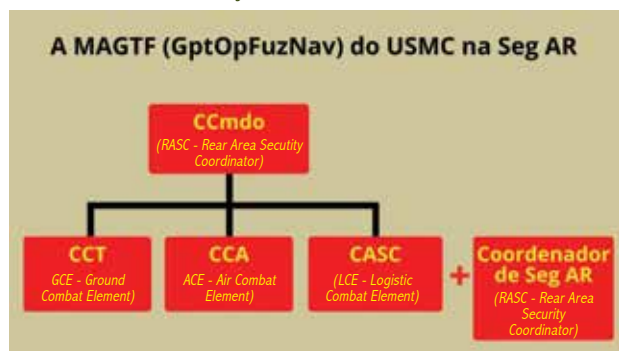 A MAGTF (GptOpFuzNav) do USMC na Seg AR
CCmdo
(RASC - Rear Area Secutity
Coordinator)
CCT
GCE - Ground
Combat Element)
CCA
ACE - Air Combat
Element)
CASC
(LCE - Logistic
Combat Element)
+
Coordenador
de Seg AR
(RASC - Rear Area
Security
Coordinator)